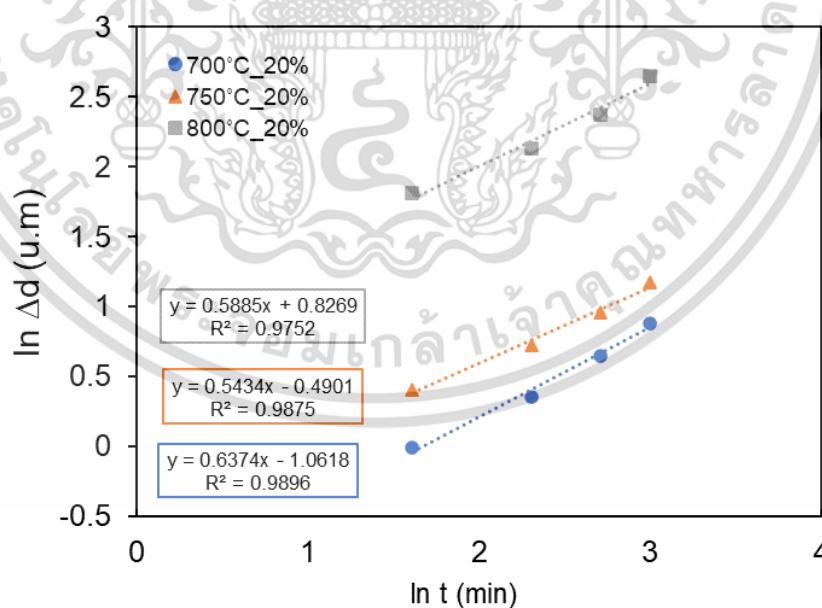 3
2.5
2
1.5
1
0.5
0
-0.5
0
1
2
3
4
ln Δd (u.m)
ln t (min)
700°C_20%
750°C_20%
800°C_20%
y = 0.5885x + 0.8269
R² = 0.9752
y = 0.5434x - 0.4901
R² = 0.9875
y = 0.6374x - 1.0618
R² = 0.9896